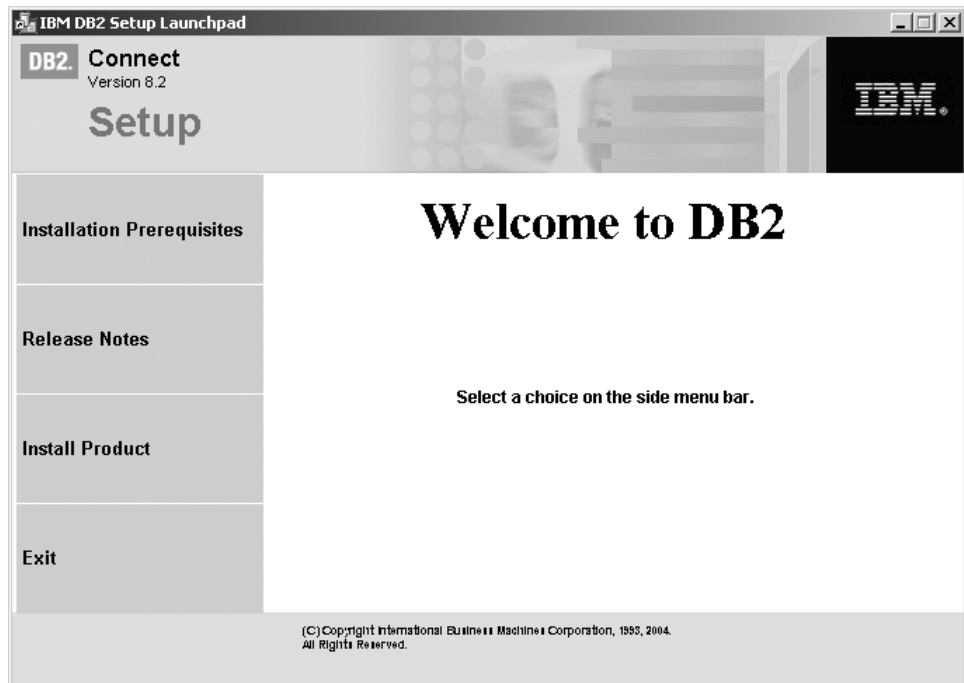 IBM DB2 Setup Launchpad
DB2. Connect
Version 8.2
Setup
IBM®
Installation Prerequisites
Welcome to DB2
Release Notes
Select a choice on the side menu bar.
Install Product
Exit
(C) Copyright International Business Machines Corporation, 1993, 2004.
All Rights Reserved.